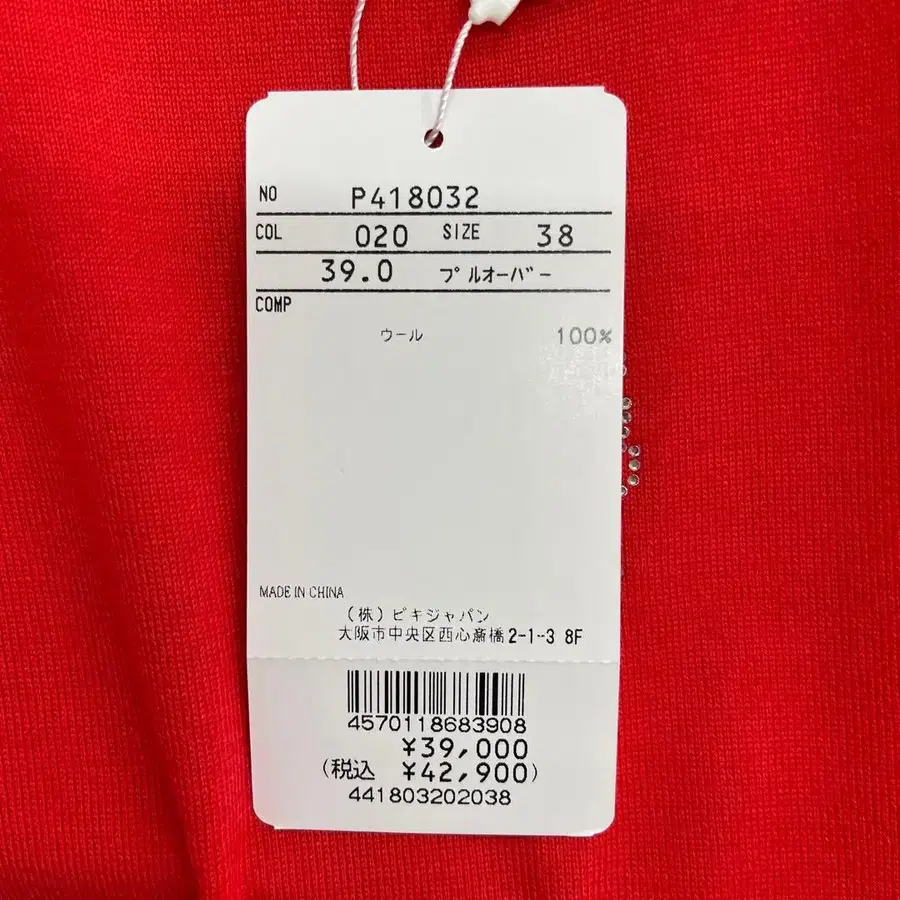 NO P418032
COL 020 SIZE 38
39.0 プルオーバー
COMP
ウール 100%
MADE IN CHINA
(株)ビキジャパン
大阪市中央区西心斎橋2-1-3 8F
4570118683908
¥39,000
(税込 ¥42,900)
441803202038